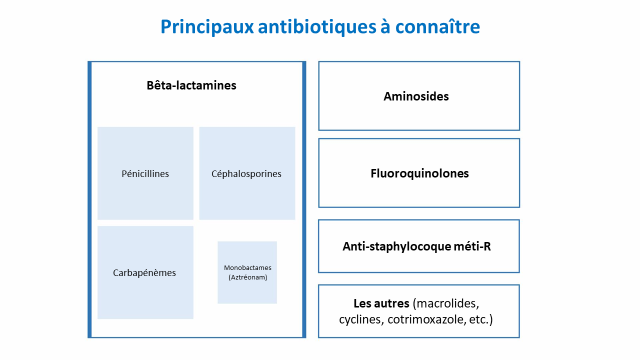 Principaux antibiotiques à connaître
Bêta-lactamines
Pénicillines
Céphalosporines
Carbapénèmes
Monobactames
(Aztréonam)
Aminosides
Fluoroquinolones
Anti-staphylocoque méti-R
Les autres (macrolides,
cyclines, cotrimoxazole, etc.)